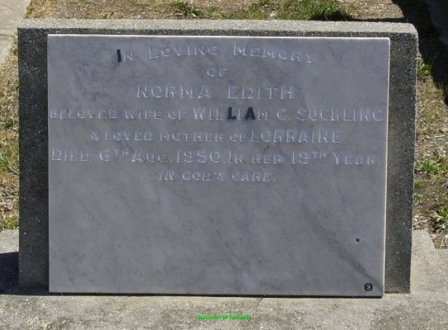 IN LOVING MEMORY
OF
NORMA EDITH
BELOVED WIFE OF WILLIAM C. SUCKLING
& LOVED MOTHER OF LORRAINE
DIED 6TH AUG. 1950, IN HER 19TH YEAR
IN GOD'S CARE.